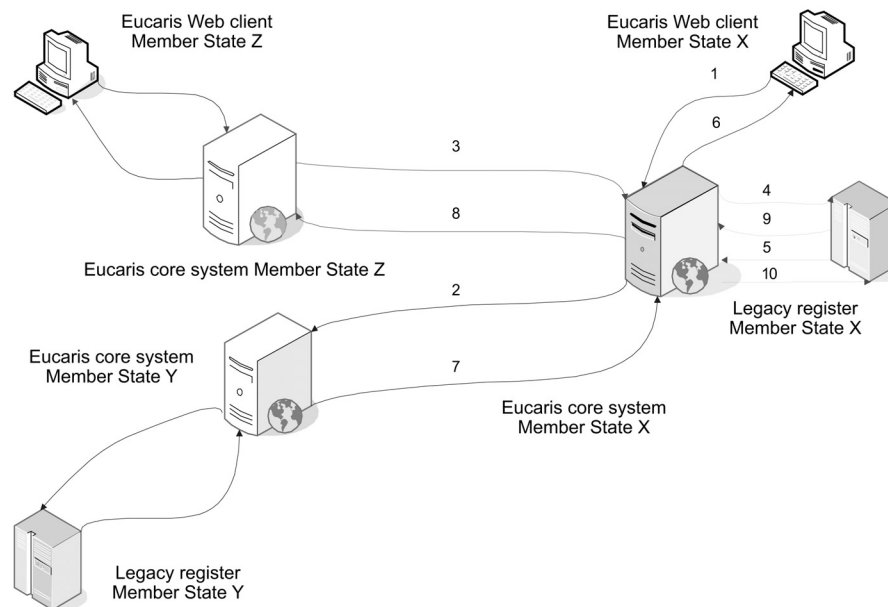 Eucaris Web client
Member State Z
Eucaris Web client
Member State X
1
6
3
4
8
9
5
10
Eucaris core system Member State Z
2
Legacy register
Member State X
Eucaris core system
Member State Y
7
Eucaris core system
Member State X
Legacy register
Member State Y